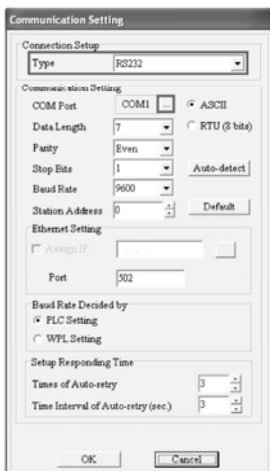 Communication Setting
Connection Setup
Type RS232
Communication Setting
COM Port COM1 ... ASCII
Data Length 7 RTU (8 bits)
Parity Even
Stop Bits 1 Auto-detect
Baud Rate 9600
Station Address 0 Default
Ethernet Setting
Assign IP
Port 502
Baud Rate Decided by
PLC Setting
WPL Setting
Setup Responding Time
Times of Auto-retry 3
Time Interval of Auto-retry (sec.) 3
OK Cancel